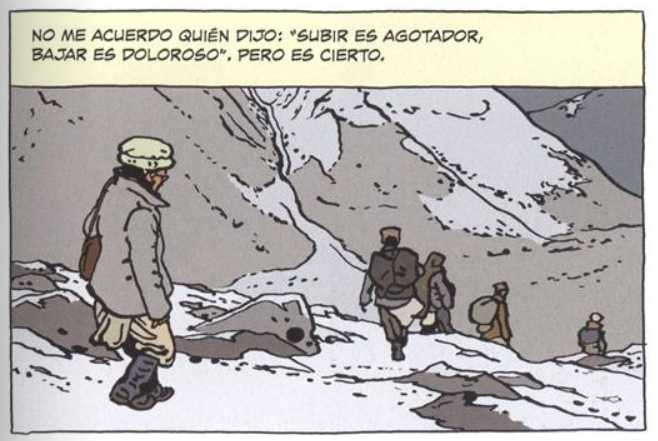 NO ME ACUERDO QUIÉN DIJO: "SUBIR ES AGOTADOR,
BAJAR ES DOLOROSO". PERO ES CIERTO.